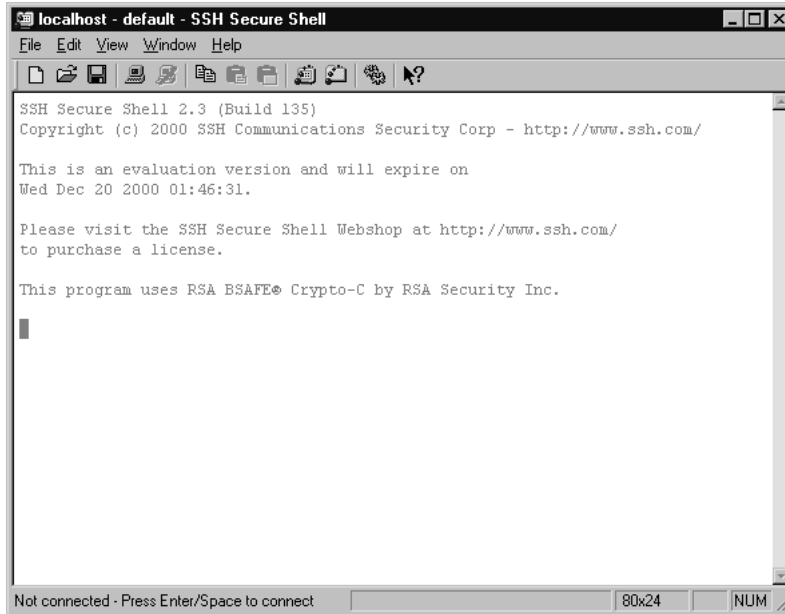 localhost - default - SSH Secure Shell
File Edit View Window Help
SSH Secure Shell 2.3 (Build 135)
Copyright (c) 2000 SSH Communications Security Corp - http://www.ssh.com/
This is an evaluation version and will expire on
Wed Dec 20 2000 01:46:31.
Please visit the SSH Secure Shell Webshop at http://www.ssh.com/
to purchase a license.
This program uses RSA BSAFE® Crypto-C by RSA Security Inc.
Not connected - Press Enter/Space to connect 80x24 NUM